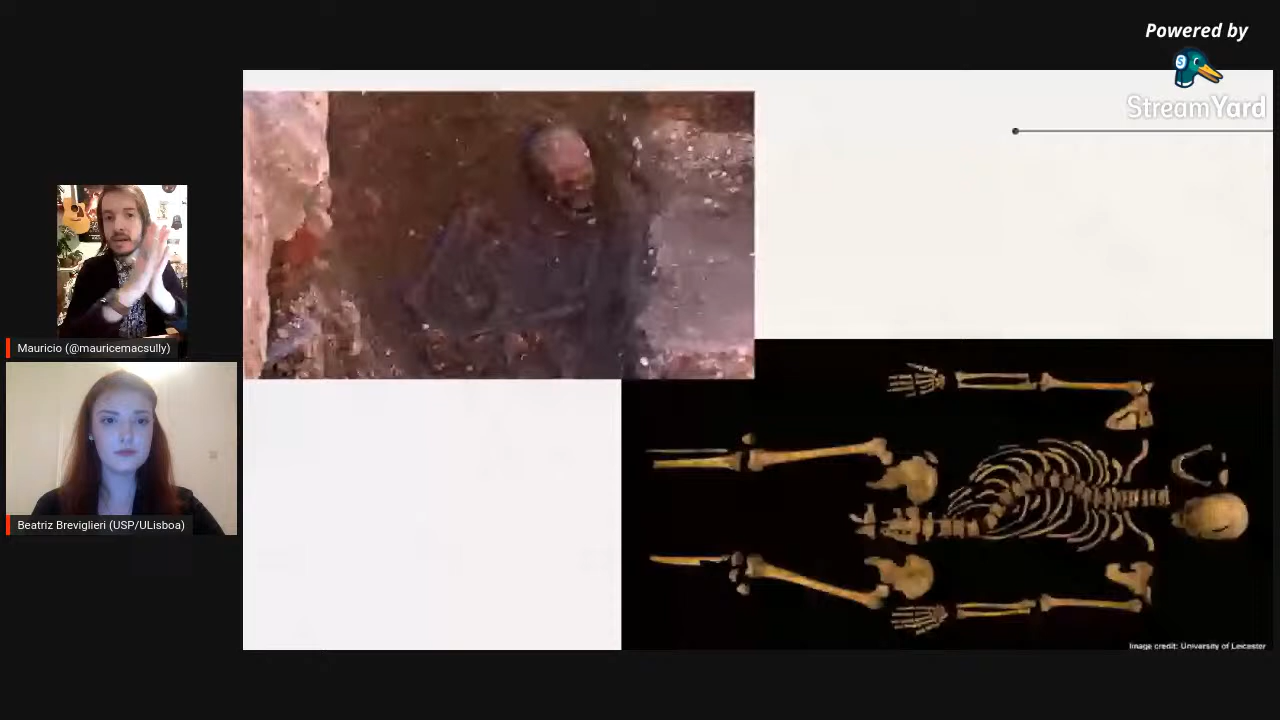 Powered by
StreamYard
Mauricio (@mauricemacsully)
Beatriz Breviglieri (USP/ULisboa)
Image credit: University of Leicester